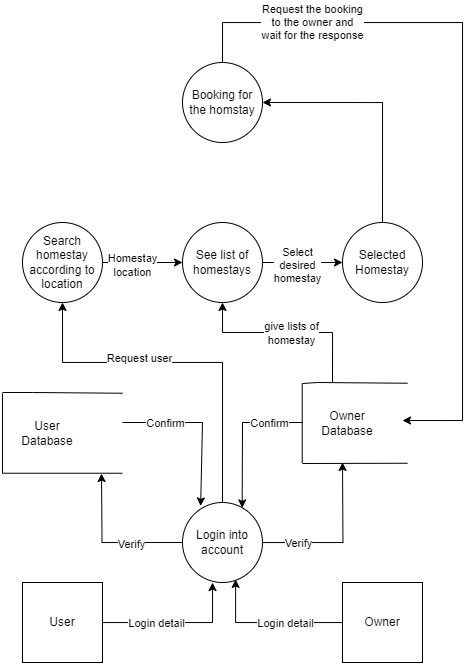 Request the booking
to the owner and
wait for the response
Booking for
the homstay
Search
homestay
according to
location
Homestay
location
See list of
homestays
Select
desired
homestay
Selected
Homestay
give lists of
homestay
Request user
User
Database
Confirm
Confirm
Owner
Database
Login into
account
Verify
Verify
User
Login detail
Login detail
Owner